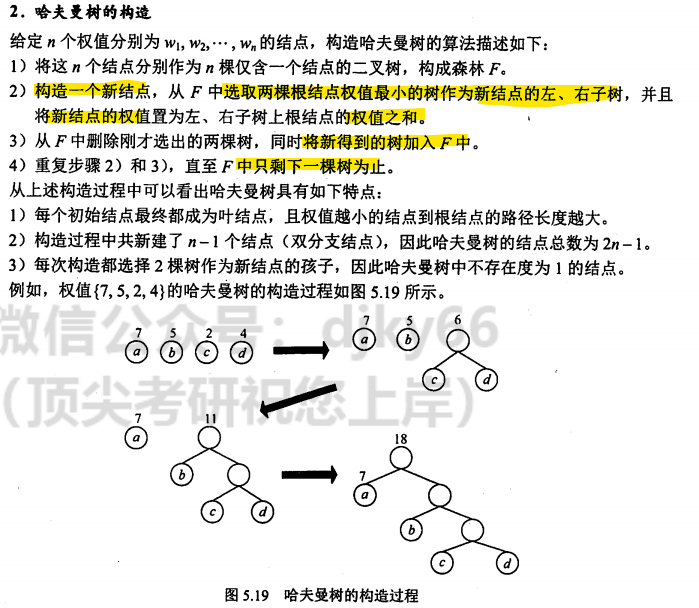 2．哈夫曼树的构造
给定 n 个权值分别为 w₁, w₂,⋯, wₙ 的结点，构造哈夫曼树的算法描述如下：
1）将这 n 个结点分别作为 n 棵仅含一个结点的二叉树，构成森林 F。
2）构造一个新结点，从 F 中选取两棵根结点权值最小的树作为新结点的左、右子树，并且
将新结点的权值置为左、右子树上根结点的权值之和。
3）从 F 中删除刚才选出的两棵树，同时将新得到的树加入 F 中。
4）重复步骤 2）和 3），直至 F 中只剩下一棵树为止。
从上述构造过程中可以看出哈夫曼树具有如下特点：
1）每个初始结点最终都成为叶结点，且权值越小的结点到根结点的路径长度越大。
2）构造过程中共新建了 n－1 个结点（双分支结点），因此哈夫曼树的结点总数为 2n－1。
3）每次构造都选择 2 棵树作为新结点的孩子，因此哈夫曼树中不存在度为 1 的结点。
例如，权值{7, 5, 2, 4}的哈夫曼树的构造过程如图 5.19 所示。
微信公众号：djky66
（顶尖考研祝您上岸）
7 5 2 4
a b c d
7 5 6
a b
c d
7 11
a
b
c d
18
7
a
b
c d
图 5.19 哈夫曼树的构造过程